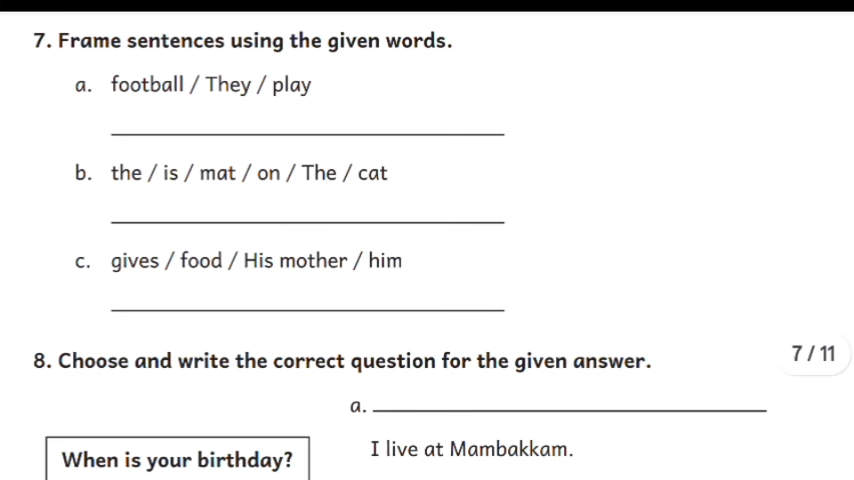 7. Frame sentences using the given words.
a. football / They / play
b. the / is / mat / on / The / cat
c. gives / food / His mother / him
8. Choose and write the correct question for the given answer.
7 / 11
a.
When is your birthday?
I live at Mambakkam.